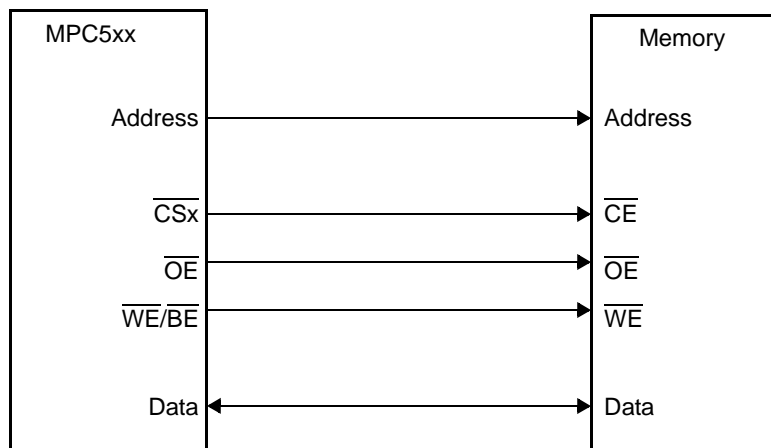 MPC5xx
Memory
Address
Address
CSx
CE
OE
OE
WE/BE
WE
Data
Data